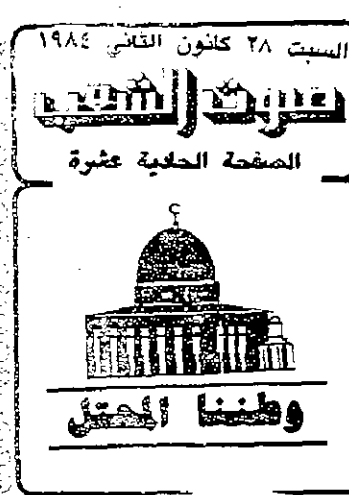 السبت ٢٨ كانون الثاني ١٩٨٤
صوت الشعب
الصفحة الحادية عشرة
وطننا المحتل